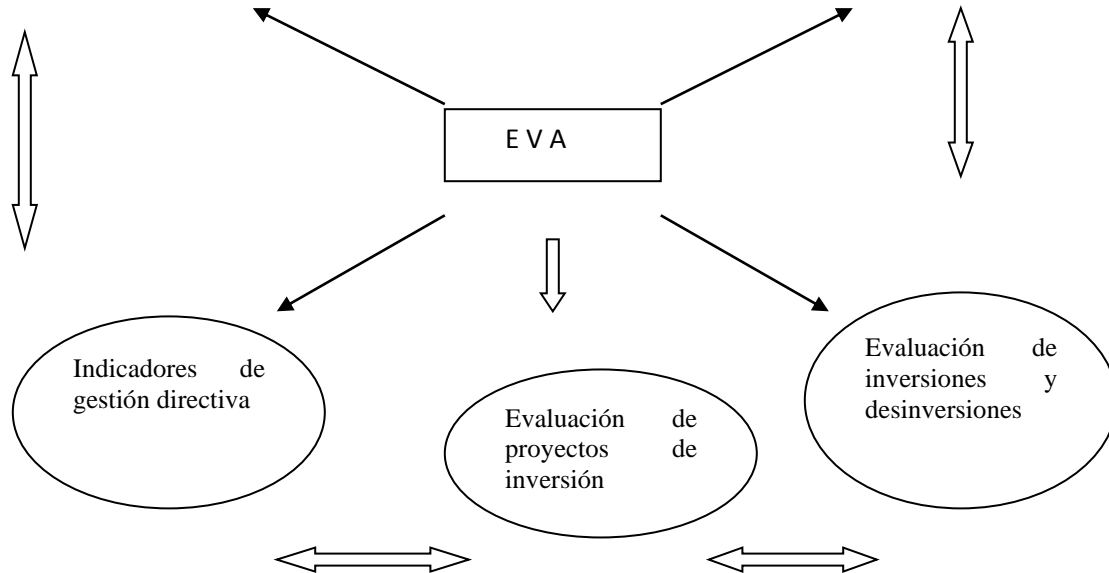 E V A
Indicadores de
gestión directiva
Evaluación de
proyectos de
inversión
Evaluación de
inversiones y
desinversiones